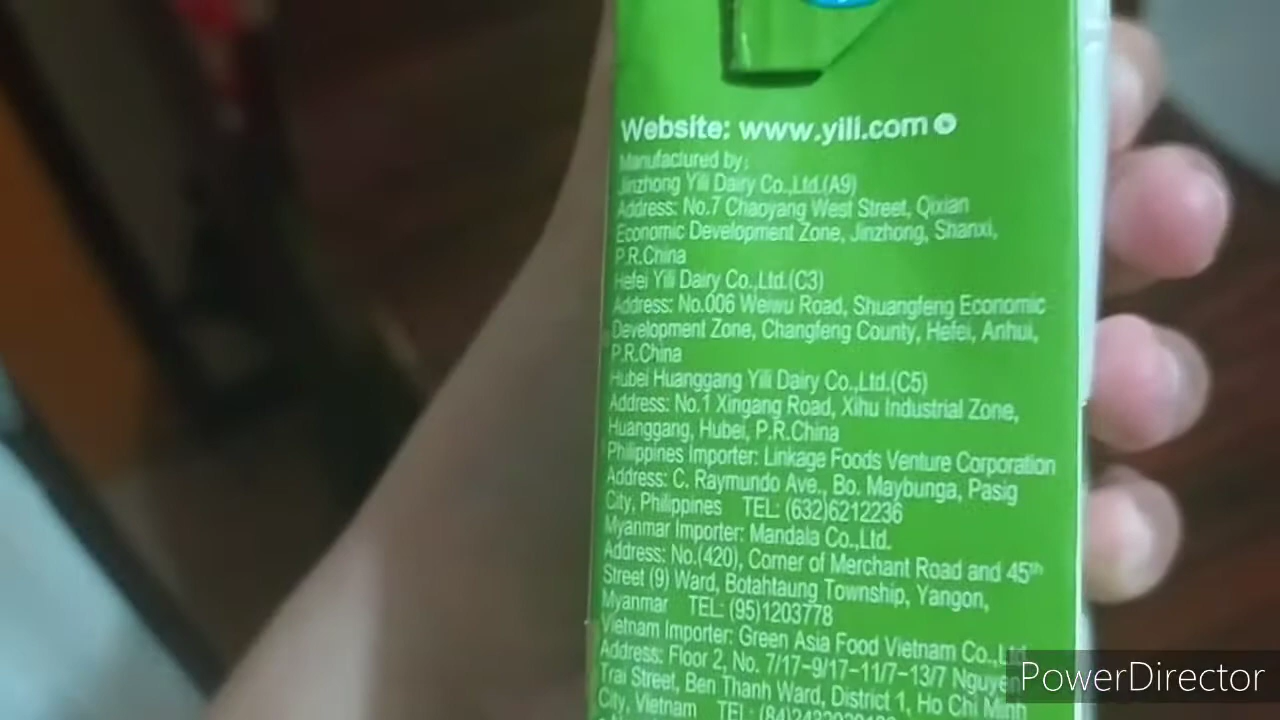 Website: www.yili.com
Manufactured by:
Jinzhong Yili Dairy Co.,Ltd.(A9)
Address: No.7 Chaoyang West Street, Qixian
Economic Development Zone, Jinzhong, Shanxi,
P.R.China
Hefei Yili Dairy Co.,Ltd.(C3)
Address: No.006 Weiwu Road, Shuangfeng Economic
Development Zone, Changfeng County, Hefei, Anhui,
P.R.China
Hubei Huanggang Yili Dairy Co.,Ltd.(C5)
Address: No.1 Xingang Road, Xihu Industrial Zone,
Huanggang, Hubei, P.R.China
Philippines Importer: Linkage Foods Venture Corporation
Address: C. Raymundo Ave., Bo. Maybunga, Pasig
City, Philippines TEL: (632)6212236
Myanmar Importer: Mandala Co.,Ltd.
Address: No.(420), Corner of Merchant Road and 45th
Street (9) Ward, Botahtaung Township, Yangon,
Myanmar TEL: (95)1203778
Vietnam Importer: Green Asia Food Vietnam Co.,Ltd
Address: Floor 2, No. 7/17-9/17-11/7-13/7 Nguyen
Trai Street, Ben Thanh Ward, District 1, Ho Chi Minh
City, Vietnam TEL:
PowerDirector